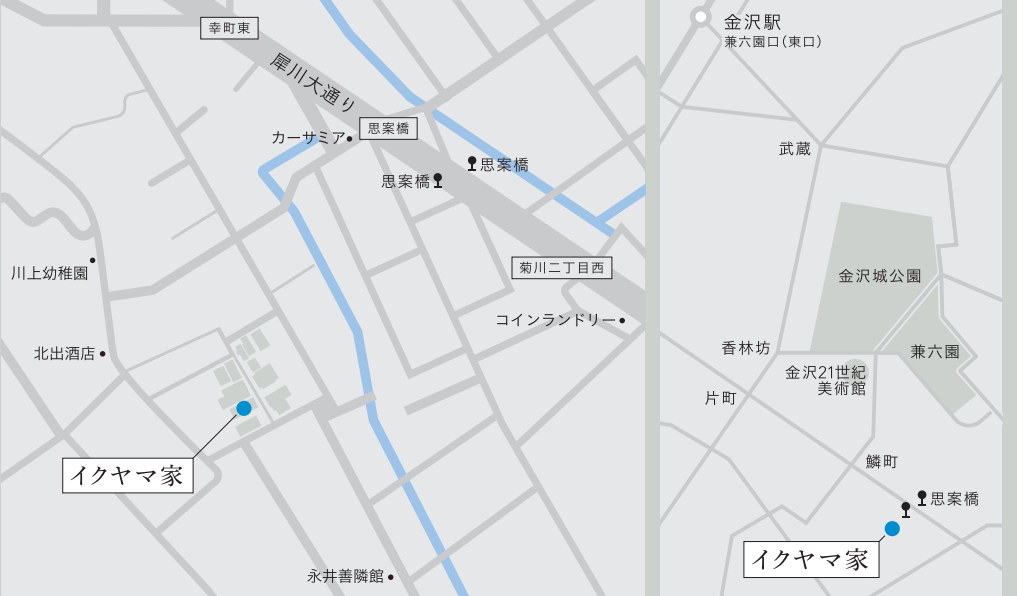 幸町東
犀川大通り
カーサミア
思案橋
思案橋
思案橋
川上幼稚園
菊川二丁目西
コインランドリー
北出酒店
イクヤマ家
永井善隣館
金沢駅
兼六園口（東口）
武蔵
金沢城公園
香林坊
兼六園
金沢21世紀
美術館
片町
鱗町
思案橋
イクヤマ家